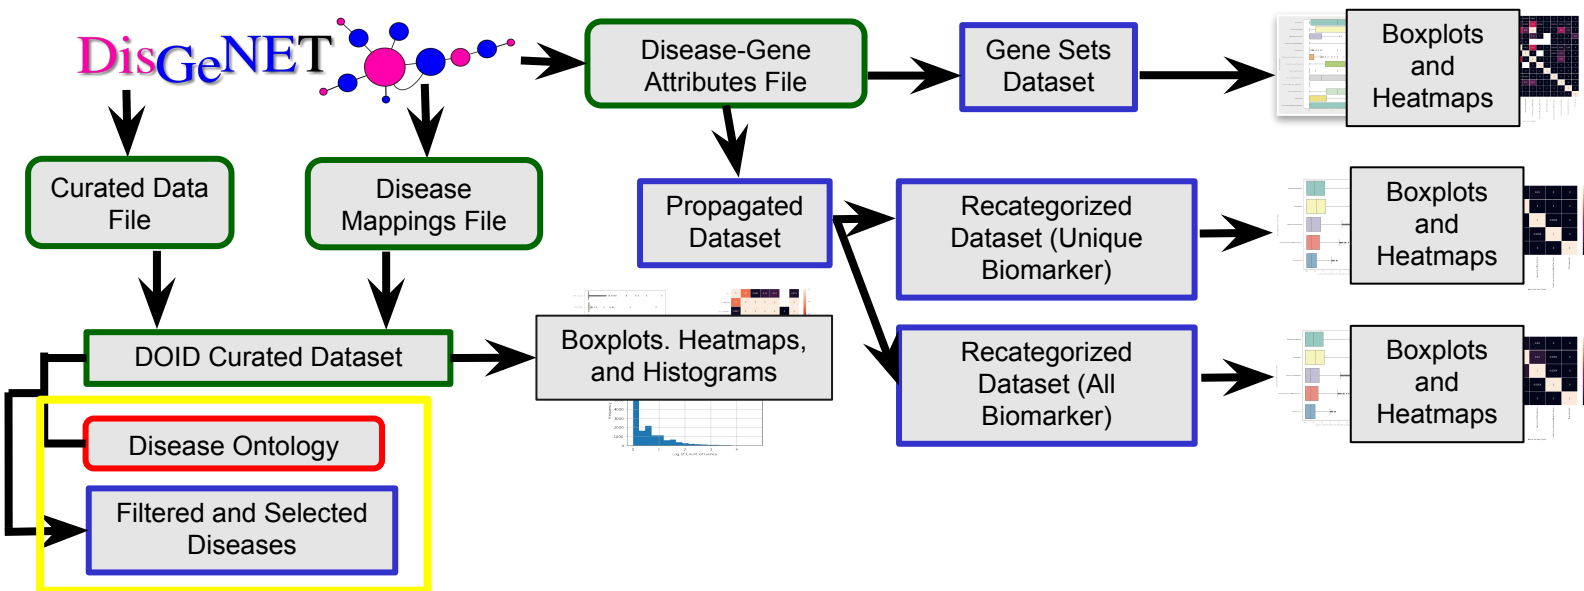 DisGeNET
Disease-Gene
Attributes File
Gene Sets
Dataset
Boxplots
and
Heatmaps
Curated Data
File
Disease
Mappings File
Propagated
Dataset
Recategorized
Dataset (Unique
Biomarker)
Boxplots
and
Heatmaps
DOID Curated Dataset
Boxplots. Heatmaps,
and Histograms
Recategorized
Dataset (All
Biomarker)
Boxplots
and
Heatmaps
Disease Ontology
Filtered and Selected
Diseases